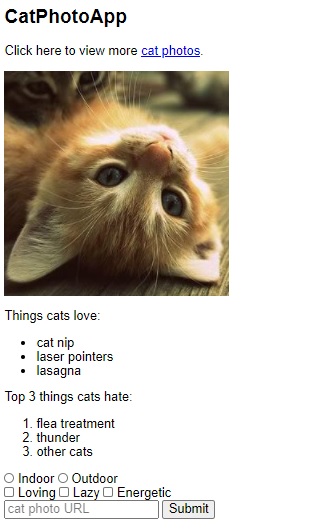 CatPhotoApp
Click here to view more cat photos.
Things cats love:
cat nip
laser pointers
lasagna
Top 3 things cats hate:
1. flea treatment
2. thunder
3. other cats
Indoor Outdoor
Loving Lazy Energetic
cat photo URL Submit